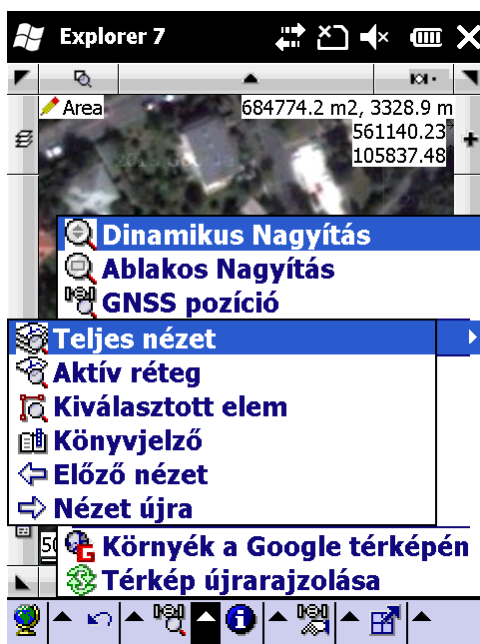 Explorer 7
Area
684774.2 m2, 3328.9 m
561140.23
105837.48
Dinamikus Nagyítás
Ablakos Nagyítás
GNSS pozíció
Teljes nézet
Aktív réteg
Kiválasztott elem
Könyvjelző
Előző nézet
Nézet újra
Környék a Google térképén
Térkép újrarajzolása